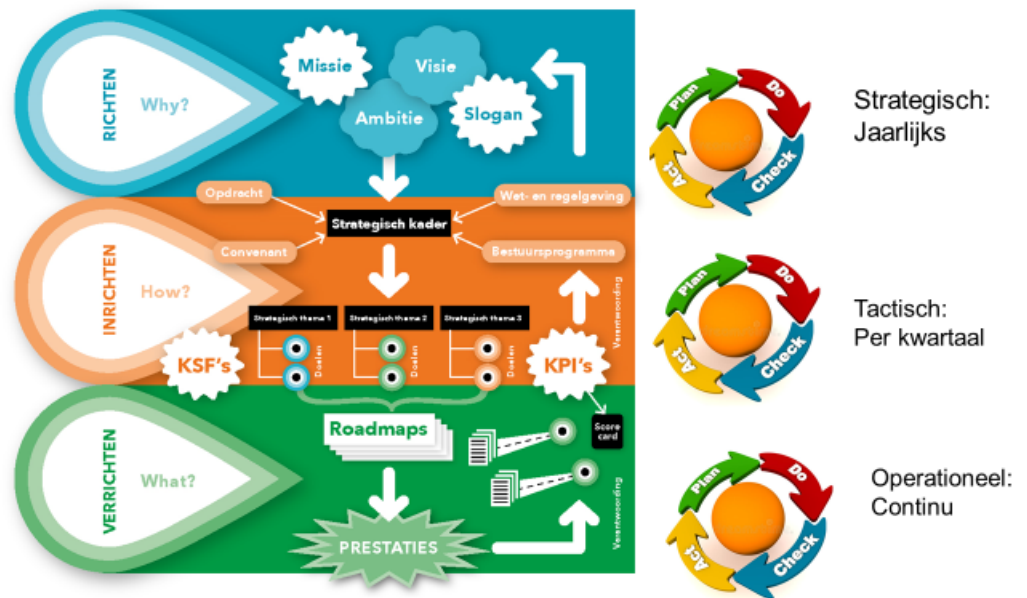 RICHTEN
Why?
Missie
Visie
Ambitie
Slogan
Plan
Do
Check
Act
Strategisch:
Jaarlijks
INRICHTEN
How?
Opdracht
Convenant
Strategisch kader
Wet- en regelgeving
Bestuursprogramma
Verantwoording
Strategisch thema 1
Strategisch thema 2
Strategisch thema 3
Doelen
Doelen
Doelen
KSF's
KPI's
Plan
Do
Check
Act
Tactisch:
Per kwartaal
VERRICHTEN
What?
Roadmaps
Score
card
PRESTATIES
Verantwoording
Plan
Do
Check
Act
Operationeel:
Continu